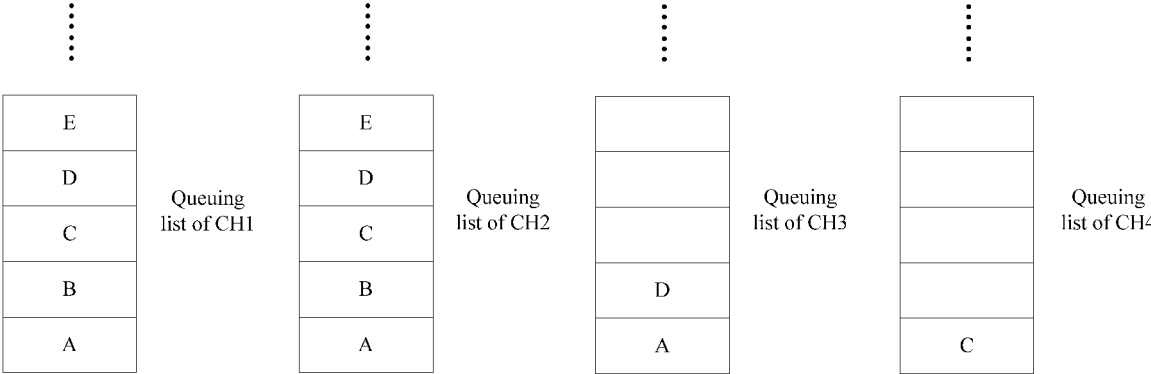 E
D
C
B
A
Queuing
list of CH1
E
D
C
B
A
Queuing
list of CH2
D
A
Queuing
list of CH3
C
Queuing
list of CH4